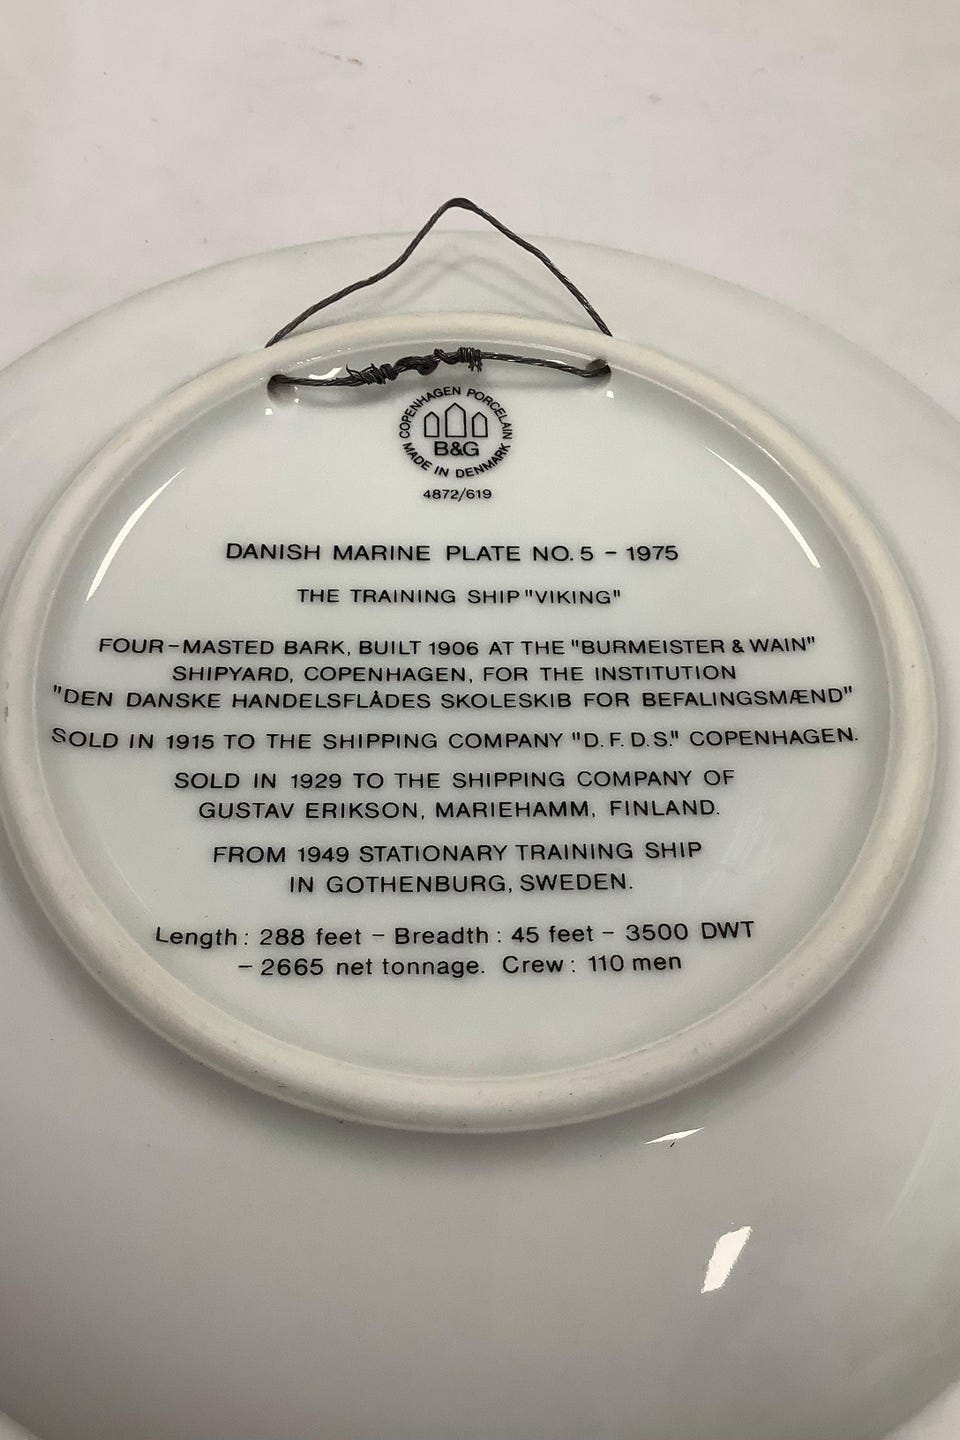 COPENHAGEN PORCELAIN
B&G
MADE IN DENMARK
4872/619
DANISH MARINE PLATE NO. 5 – 1975
THE TRAINING SHIP "VIKING"
FOUR-MASTED BARK, BUILT 1906 AT THE "BURMEISTER & WAIN"
SHIPYARD, COPENHAGEN, FOR THE INSTITUTION
"DEN DANSKE HANDELSFLÅDES SKOLESKIB FOR BEFALINGSMÆND"
SOLD IN 1915 TO THE SHIPPING COMPANY "D.F.D.S." COPENHAGEN.
SOLD IN 1929 TO THE SHIPPING COMPANY OF
GUSTAV ERIKSON, MARIEHAMM, FINLAND.
FROM 1949 STATIONARY TRAINING SHIP
IN GOTHENBURG, SWEDEN.
Length: 288 feet – Breadth: 45 feet – 3500 DWT
– 2665 net tonnage. Crew: 110 men